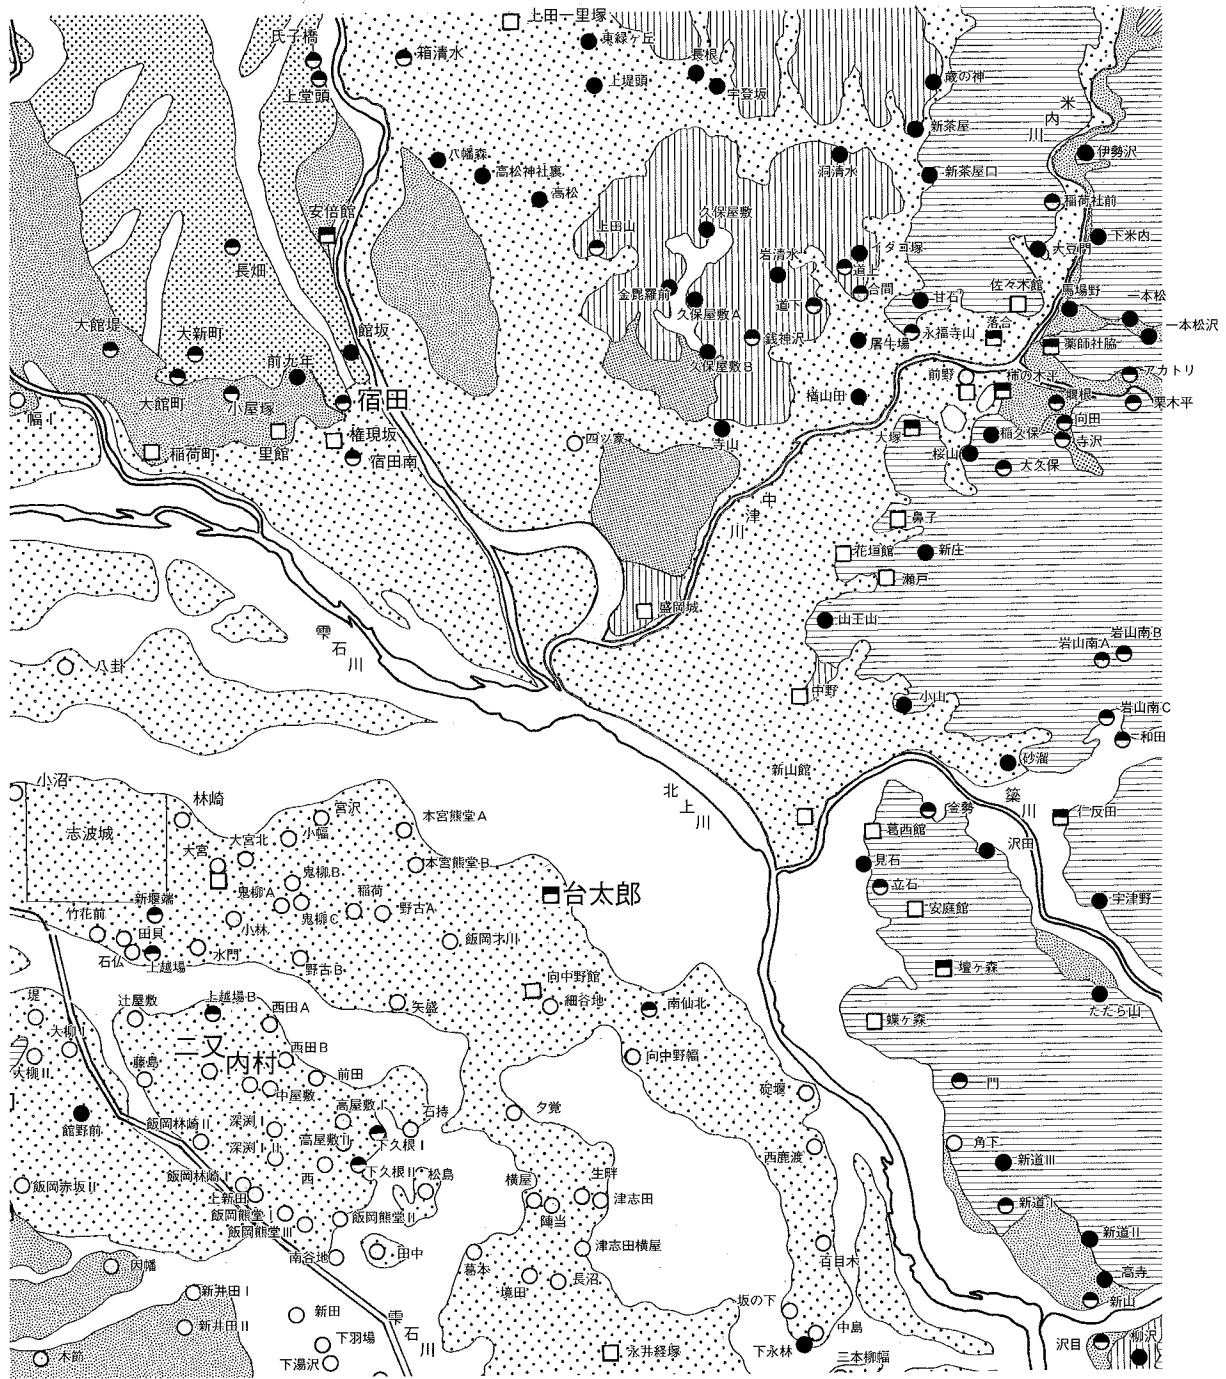 上田一里塚
氏子橋
東緑ヶ丘
箱清水
長根
歳の神
上堂頭
上堤頭
宇登坂
米内川
新茶屋
八幡森
伊勢沢
高松神社裏
洞清水
新茶屋口
高松
稲荷社前
安倍館
久保屋敷
上田山
下米内
イダコ塚
大豆門
岩清水
道上
長畑
合間
佐々木館
馬場野
金毘羅前
一本松
甘石
道下
久保屋敷A
大館堤
大新町
落合
一本松沢
館坂
銭神沢
永福寺山
屠牛場
薬師社脇
久保屋敷B
前九年
前野
柿の木平
アカトリ
大館町
小屋塚
宿田
楢山田
堰根
栗木平
幅I
向田
権現坂
四ツ家
寺山
大塚
稲久保
寺沢
稲荷町
里館
宿田南
桜山
大久保
中津川
鼻子
花垣館
新庄
瀬戸
盛岡城
山王山
雫石川
岩山南B
岩山南A
八卦
中野
小山
岩山南C
和田
砂溜
新山館
小沼
北上川
簗川
林崎
宮沢
本宮熊堂A
金勢
仁反田
志波城
大宮北
小幅
葛西館
大宮
沢田
本宮熊堂B
見石
鬼柳B
鬼柳A
稲荷
立石
台太郎
新堰端
宇津野
竹花前
鬼柳C
野古A
安庭館
田貝
小林
飯岡才川
石仏
上越場
水門
野古B
壇ヶ森
向中野館
堤
辻屋敷
上越場B
西田A
矢盛
細谷地
南仙北
たたら山
蝶ヶ森
大柳I
二又
西田B
大柳II
藤島
内村
向中野幅
前田
門
中屋敷
碇堰
高屋敷I
石持
夕覚
館野前
飯岡林崎II
深渕I
高屋敷II
下久根I
角下
深渕II
西鹿渡
新道III
飯岡林崎I
西
下久根II
松島
横屋
生畔
飯岡赤坂II
上新田
津志田
新道I
飯岡熊堂I
飯岡熊堂II
陣当
飯岡熊堂III
新道II
南谷地
田中
津志田横屋
百目木
因幡
葛本
高寺
境田
長沼
新井田I
新山
坂の下
新田
雫石川
新井田II
中島
下羽場
沢目
柳沢
木節
下湯沢
永井経塚
下永林
三本柳幅